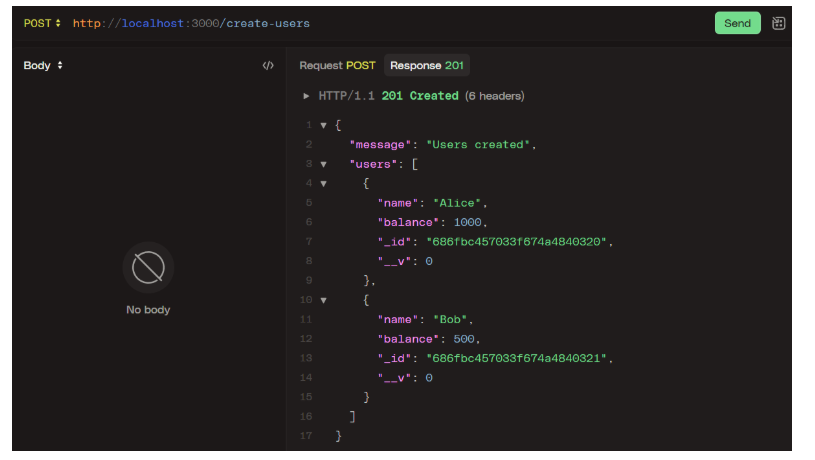 POST http://localhost:3000/create-users Send
Body </> Request POST Response 201
HTTP/1.1 201 Created (6 headers)
1 {
2 "message": "Users created",
3 "users": [
4 {
5 "name": "Alice",
6 "balance": 1000,
7 "_id": "686fbc457033f674a4840320",
8 "__v": 0
9 },
10 {
11 "name": "Bob",
12 "balance": 500,
13 "_id": "686fbc457033f674a4840321",
14 "__v": 0
15 }
16 ]
17 }
No body